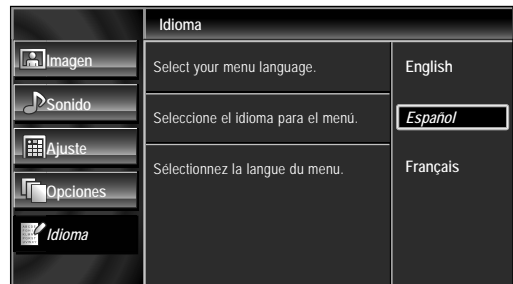 Idioma
Imagen
Sonido
Ajuste
Opciones
Idioma
Select your menu language.
Seleccione el idioma para el menú.
Sélectionnez la langue du menu.
English
Español
Français